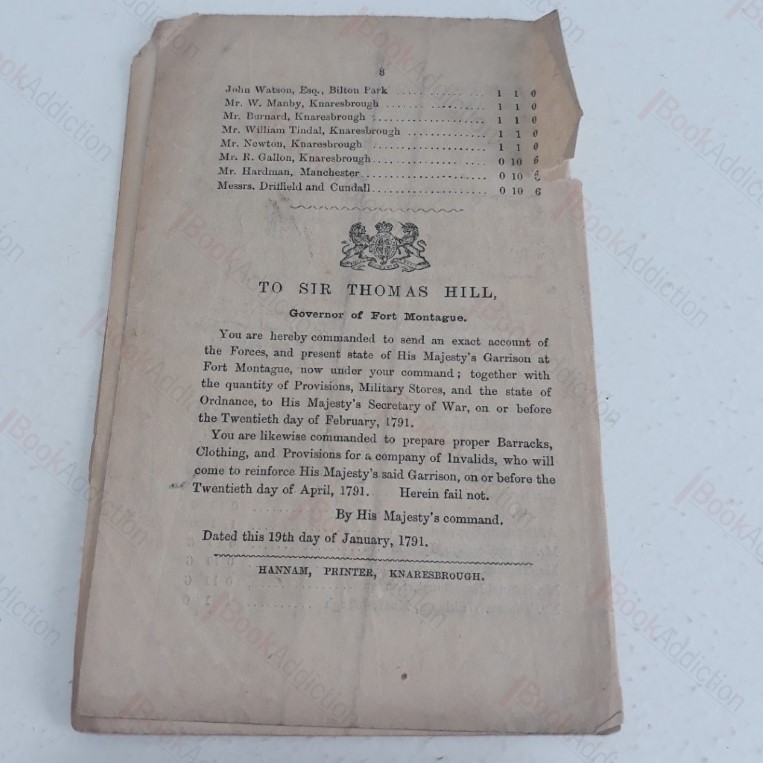 8
John Watson, Esq., Bilton Park .................. 1 1 0
Mr. W. Manby, Knaresbrough .................. 1 1 0
Mr. Burnard, Knaresbrough .................. 1 1 0
Mr. William Tindal, Knaresbrough .................. 1 1 0
Mr. Newton, Knaresbrough .................. 1 1 0
Mr. R. Gallon, Knaresbrough .................. 0 10 6
Mr. Hardman, Manchester .................. 0 10 6
Messrs. Driffield and Cundall .................. 0 10 6
TO SIR THOMAS HILL,
Governor of Fort Montague.
You are hereby commanded to send an exact account of
the Forces, and present state of His Majesty's Garrison at
Fort Montague, now under your command; together with
the quantity of Provisions, Military Stores, and the state of
Ordnance, to His Majesty's Secretary of War, on or before
the Twentieth day of February, 1791.
You are likewise commanded to prepare proper Barracks,
Clothing, and Provisions for a company of Invalids, who will
come to reinforce His Majesty's said Garrison, on or before the
Twentieth day of April, 1791. Herein fail not.
By His Majesty's command.
Dated this 19th day of January, 1791.
HANNAM, PRINTER, KNARESBROUGH.
BookAddiction